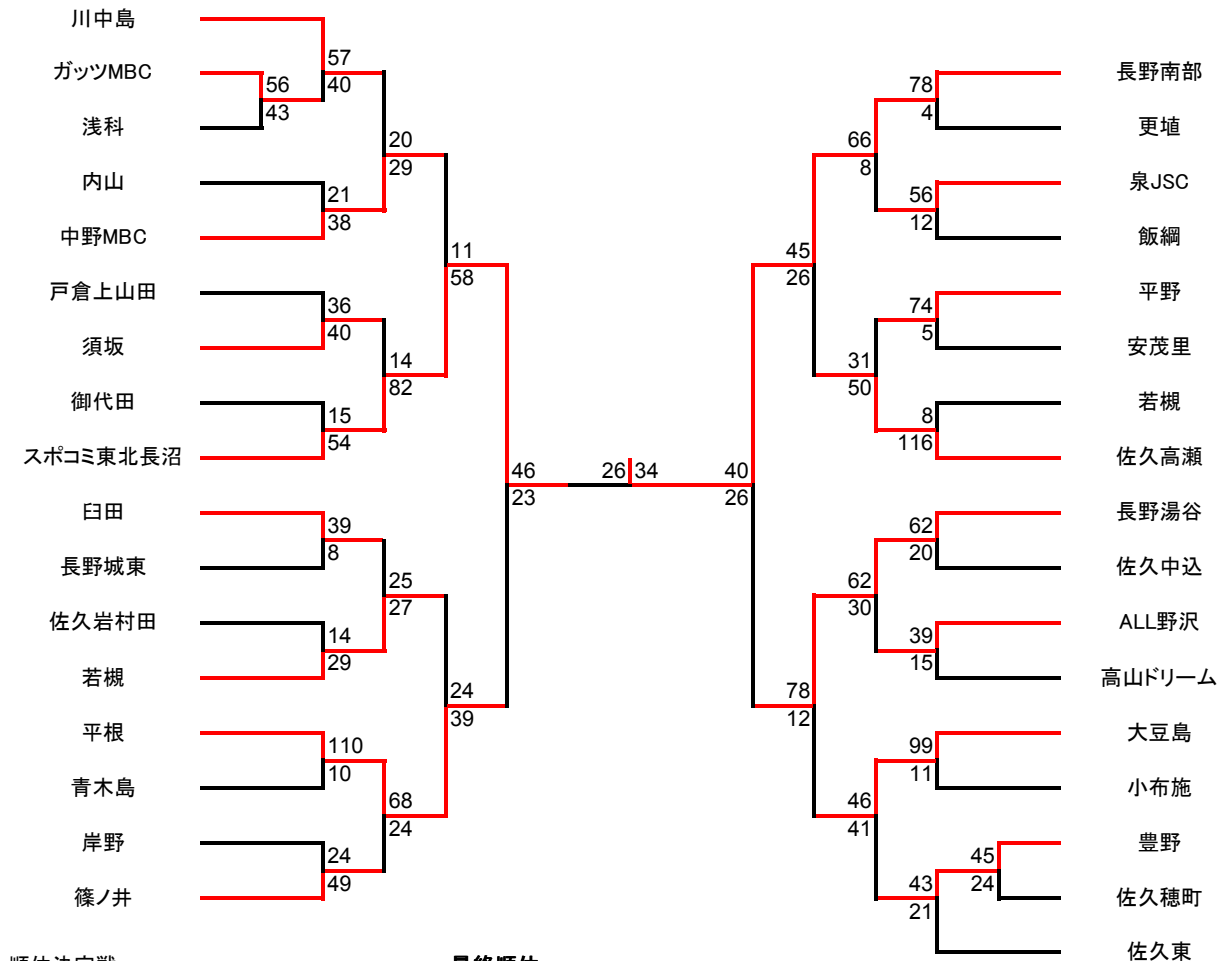 川中島
57
ガッツMBC
56
40
長野南部
78
43
浅科
4
更埴
20
66
29
8
内山
21
56
泉JSC
38
12
中野MBC
飯綱
11
45
58
26
戸倉上山田
36
74
平野
40
5
須坂
安茂里
14
31
82
50
御代田
15
8
若槻
54
116
スポコミ東北長沼
佐久高瀬
46
26
34
40
23
26
臼田
39
62
長野湯谷
8
20
長野城東
佐久中込
25
62
27
30
佐久岩村田
14
39
ALL野沢
29
15
若槻
高山ドリーム
24
78
39
12
平根
110
99
大豆島
10
11
青木島
小布施
68
46
24
41
岸野
24
45
豊野
49
43
24
篠ノ井
21
佐久穂町
佐久東